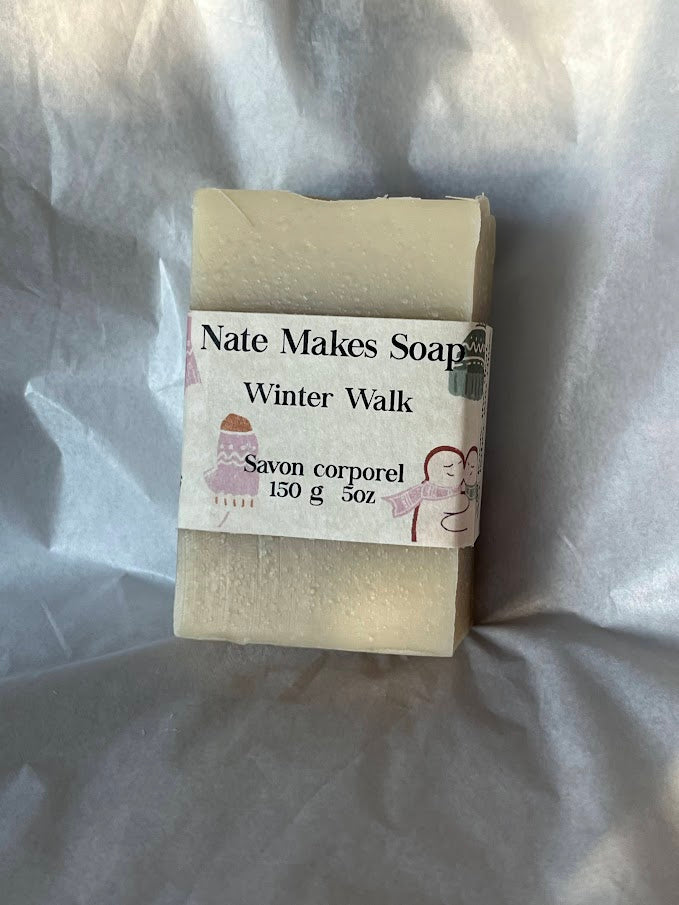 Nate Makes Soap
Winter Walk
Savon corporel
150 g 5oz